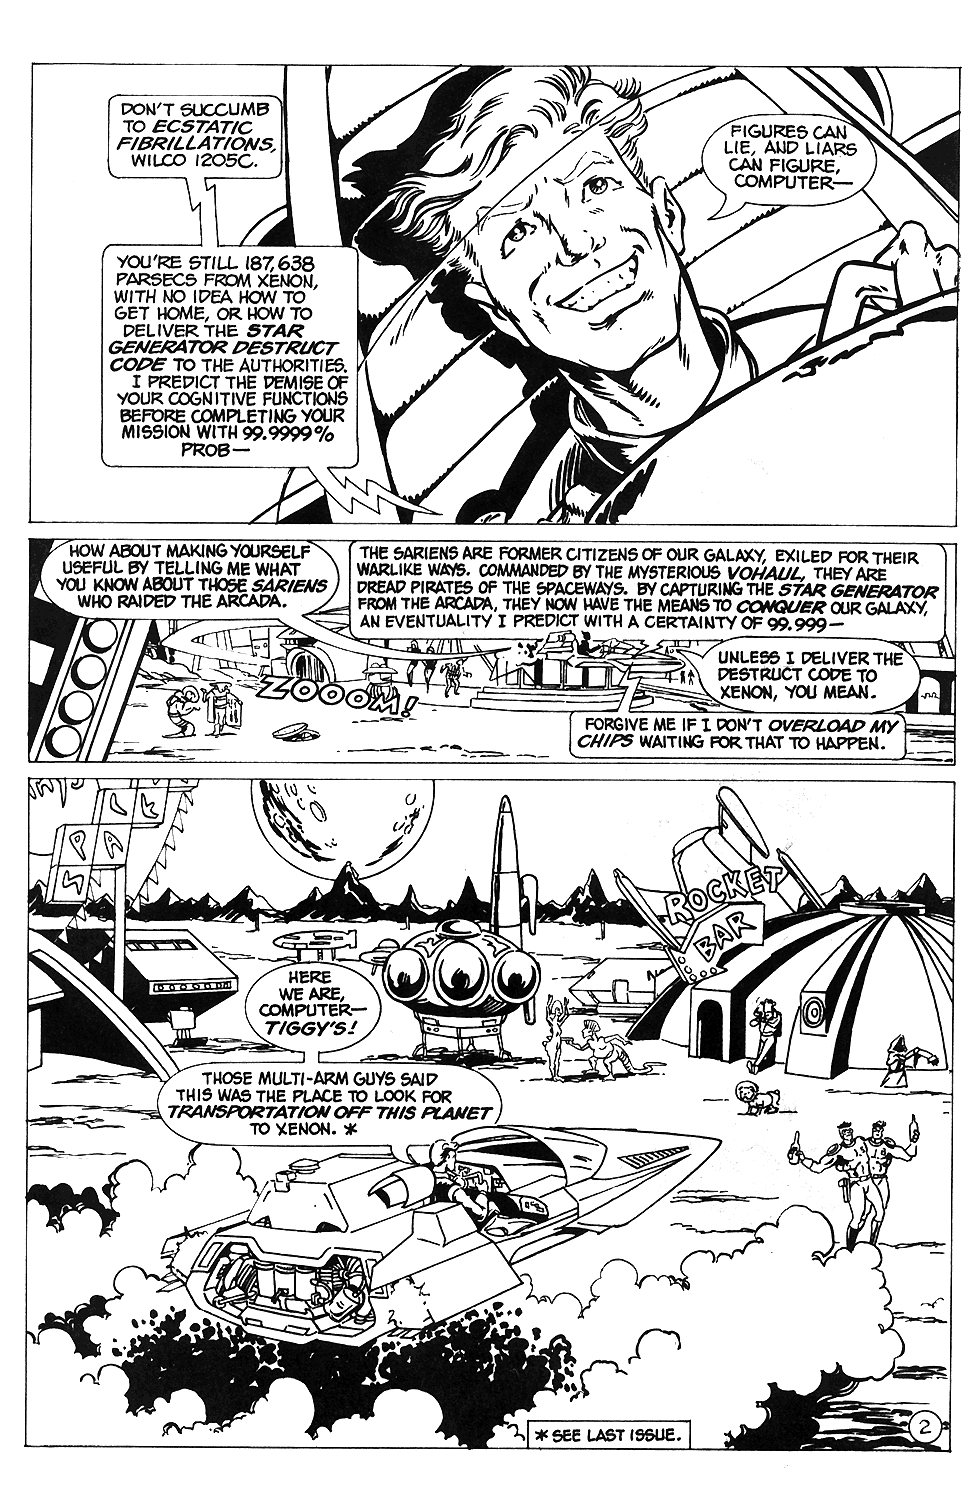 DON'T SUCCUMB
TO ECSTATIC
FIBRILLATIONS,
WILCO 1205C.
YOU'RE STILL 187,638
PARSECS FROM XENON,
WITH NO IDEA HOW TO
GET HOME, OR HOW TO
DELIVER THE STAR
GENERATOR DESTRUCT
CODE TO THE AUTHORITIES.
I PREDICT THE DEMISE OF
YOUR COGNITIVE FUNCTIONS
BEFORE COMPLETING YOUR
MISSION WITH 99.9999%
PROB—
FIGURES CAN
LIE, AND LIARS
CAN FIGURE,
COMPUTER—
HOW ABOUT MAKING YOURSELF
USEFUL BY TELLING ME WHAT
YOU KNOW ABOUT THOSE SARIENS
WHO RAIDED THE ARCADA.
THE SARIENS ARE FORMER CITIZENS OF OUR GALAXY, EXILED FOR THEIR
WARLIKE WAYS. COMMANDED BY THE MYSTERIOUS VOHAUL, THEY ARE
DREAD PIRATES OF THE SPACEWAYS. BY CAPTURING THE STAR GENERATOR
FROM THE ARCADA, THEY NOW HAVE THE MEANS TO CONQUER OUR GALAXY,
AN EVENTUALITY I PREDICT WITH A CERTAINTY OF 99.999—
ZOOOM!
UNLESS I DELIVER THE
DESTRUCT CODE TO
XENON, YOU MEAN.
FORGIVE ME IF I DON'T OVERLOAD MY
CHIPS WAITING FOR THAT TO HAPPEN.
ROCKET
BAR
HERE
WE ARE,
COMPUTER—
TIGGY'S!
THOSE MULTI-ARM GUYS SAID
THIS WAS THE PLACE TO LOOK FOR
TRANSPORTATION OFF THIS PLANET
TO XENON. *
* SEE LAST ISSUE.
2